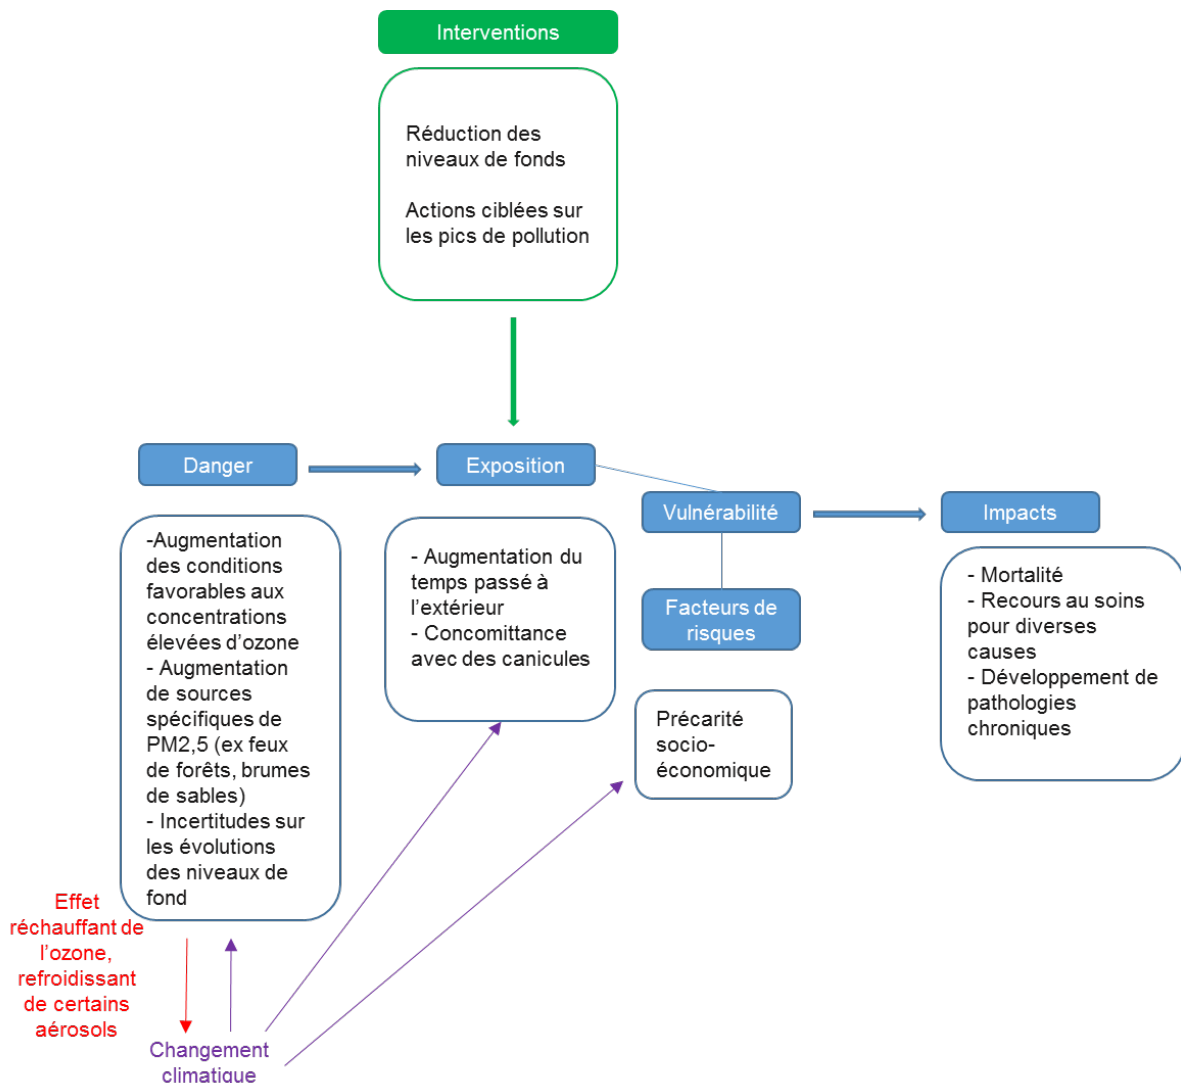 Interventions
Réduction des
niveaux de fonds
Actions ciblées sur
les pics de pollution
Danger
Exposition
Vulnérabilité
Impacts
-Augmentation
des conditions
favorables aux
concentrations
élevées d’ozone
- Augmentation
de sources
spécifiques de
PM2,5 (ex feux
de forêts, brumes
de sables)
- Incertitudes sur
les évolutions
des niveaux de
fond
- Augmentation du
temps passé à
l’extérieur
- Concomittance
avec des canicules
Facteurs de
risques
Précarité
socio-
économique
- Mortalité
- Recours au soins
pour diverses
causes
- Développement de
pathologies
chroniques
Effet
réchauffant de
l’ozone,
refroidissant
de certains
aérosols
Changement
climatique